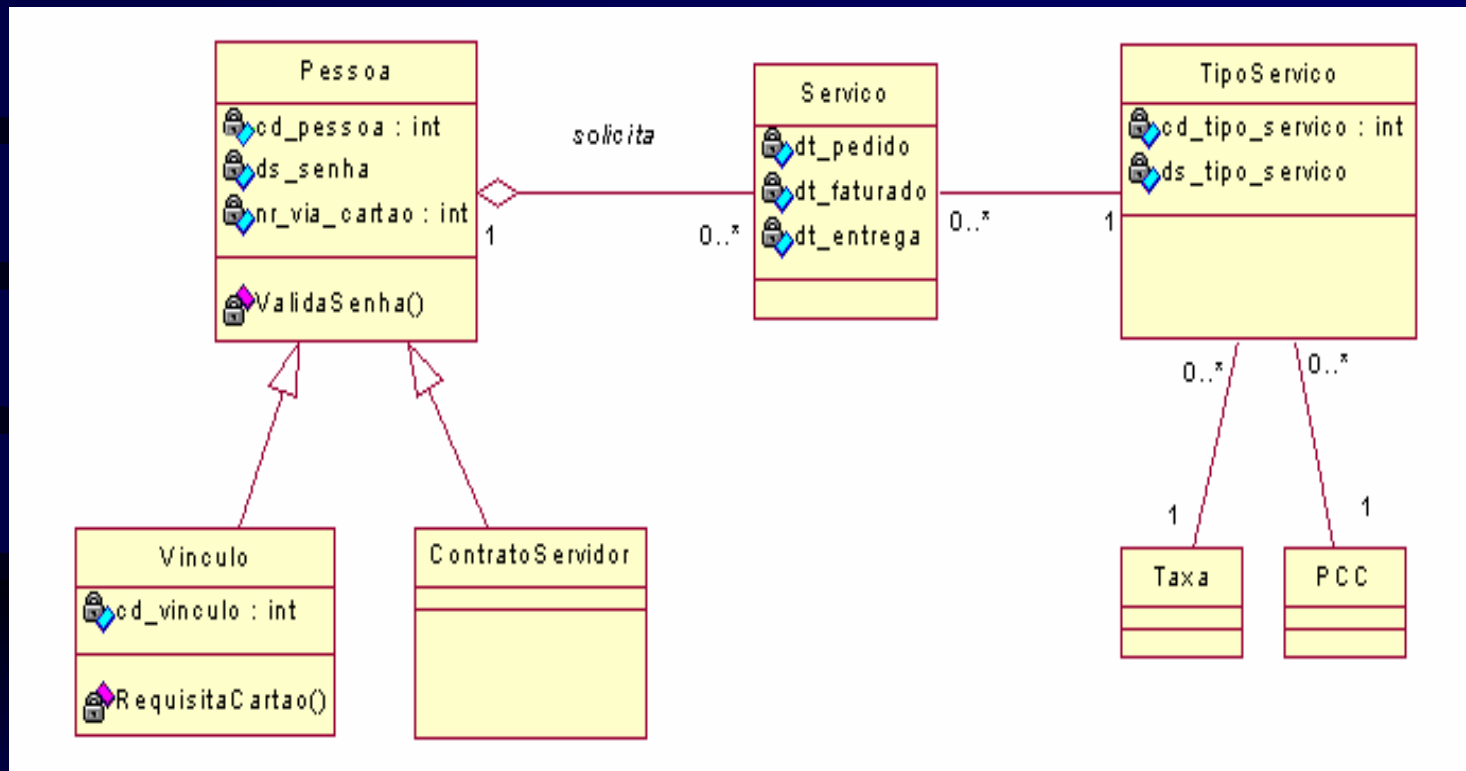 Pessoa
cd_pessoa : int
ds_senha
nr_via_cartao : int
ValidaSenha()
solicita
1
0..*
Servico
dt_pedido
dt_faturado
dt_entrega
0..*
1
TipoServico
cd_tipo_servico : int
ds_tipo_servico
0..*
0..*
1
1
Vinculo
cd_vinculo : int
RequisitaCartao()
ContratoServidor
Taxa
PCC